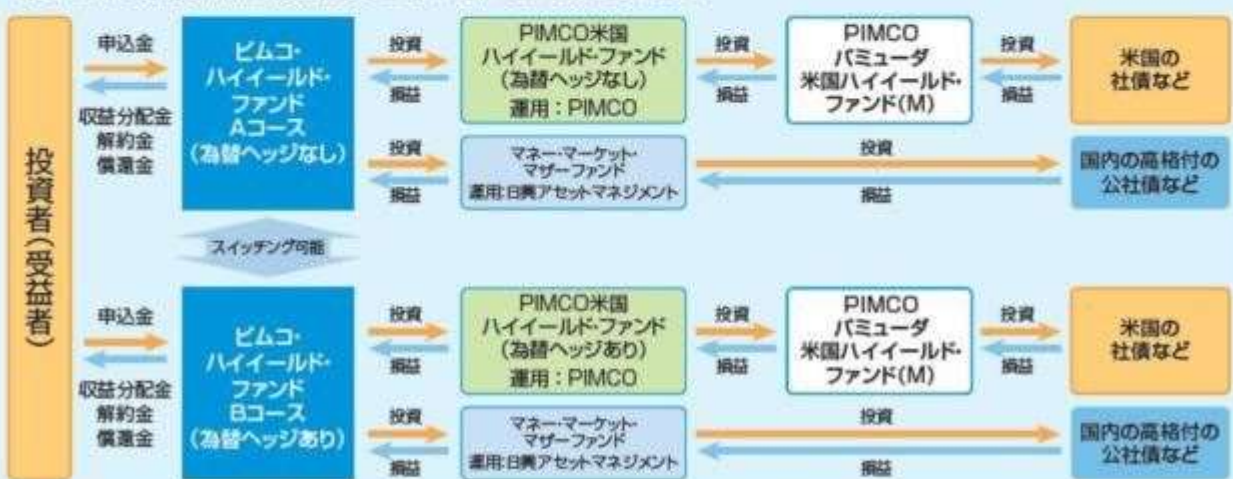 投資者(受益者)
申込金
収益分配金
解約金
償還金
ピムコ・
ハイイールド・
ファンド
Aコース
(為替ヘッジなし)
投資
損益
PIMCO米国
ハイイールド・ファンド
(為替ヘッジなし)
運用：PIMCO
投資
損益
PIMCO
バミューダ
米国ハイイールド・
ファンド(M)
投資
損益
米国の
社債など
投資
損益
マネー・マーケット・
マザーファンド
運用:日興アセットマネジメント
投資
損益
国内の高格付の
公社債など
スイッチング可能
申込金
収益分配金
解約金
償還金
ピムコ・
ハイイールド・
ファンド
Bコース
(為替ヘッジあり)
投資
損益
PIMCO米国
ハイイールド・ファンド
(為替ヘッジあり)
運用：PIMCO
投資
損益
PIMCO
バミューダ
米国ハイイールド・
ファンド(M)
投資
損益
米国の
社債など
投資
損益
マネー・マーケット・
マザーファンド
運用:日興アセットマネジメント
投資
損益
国内の高格付の
公社債など